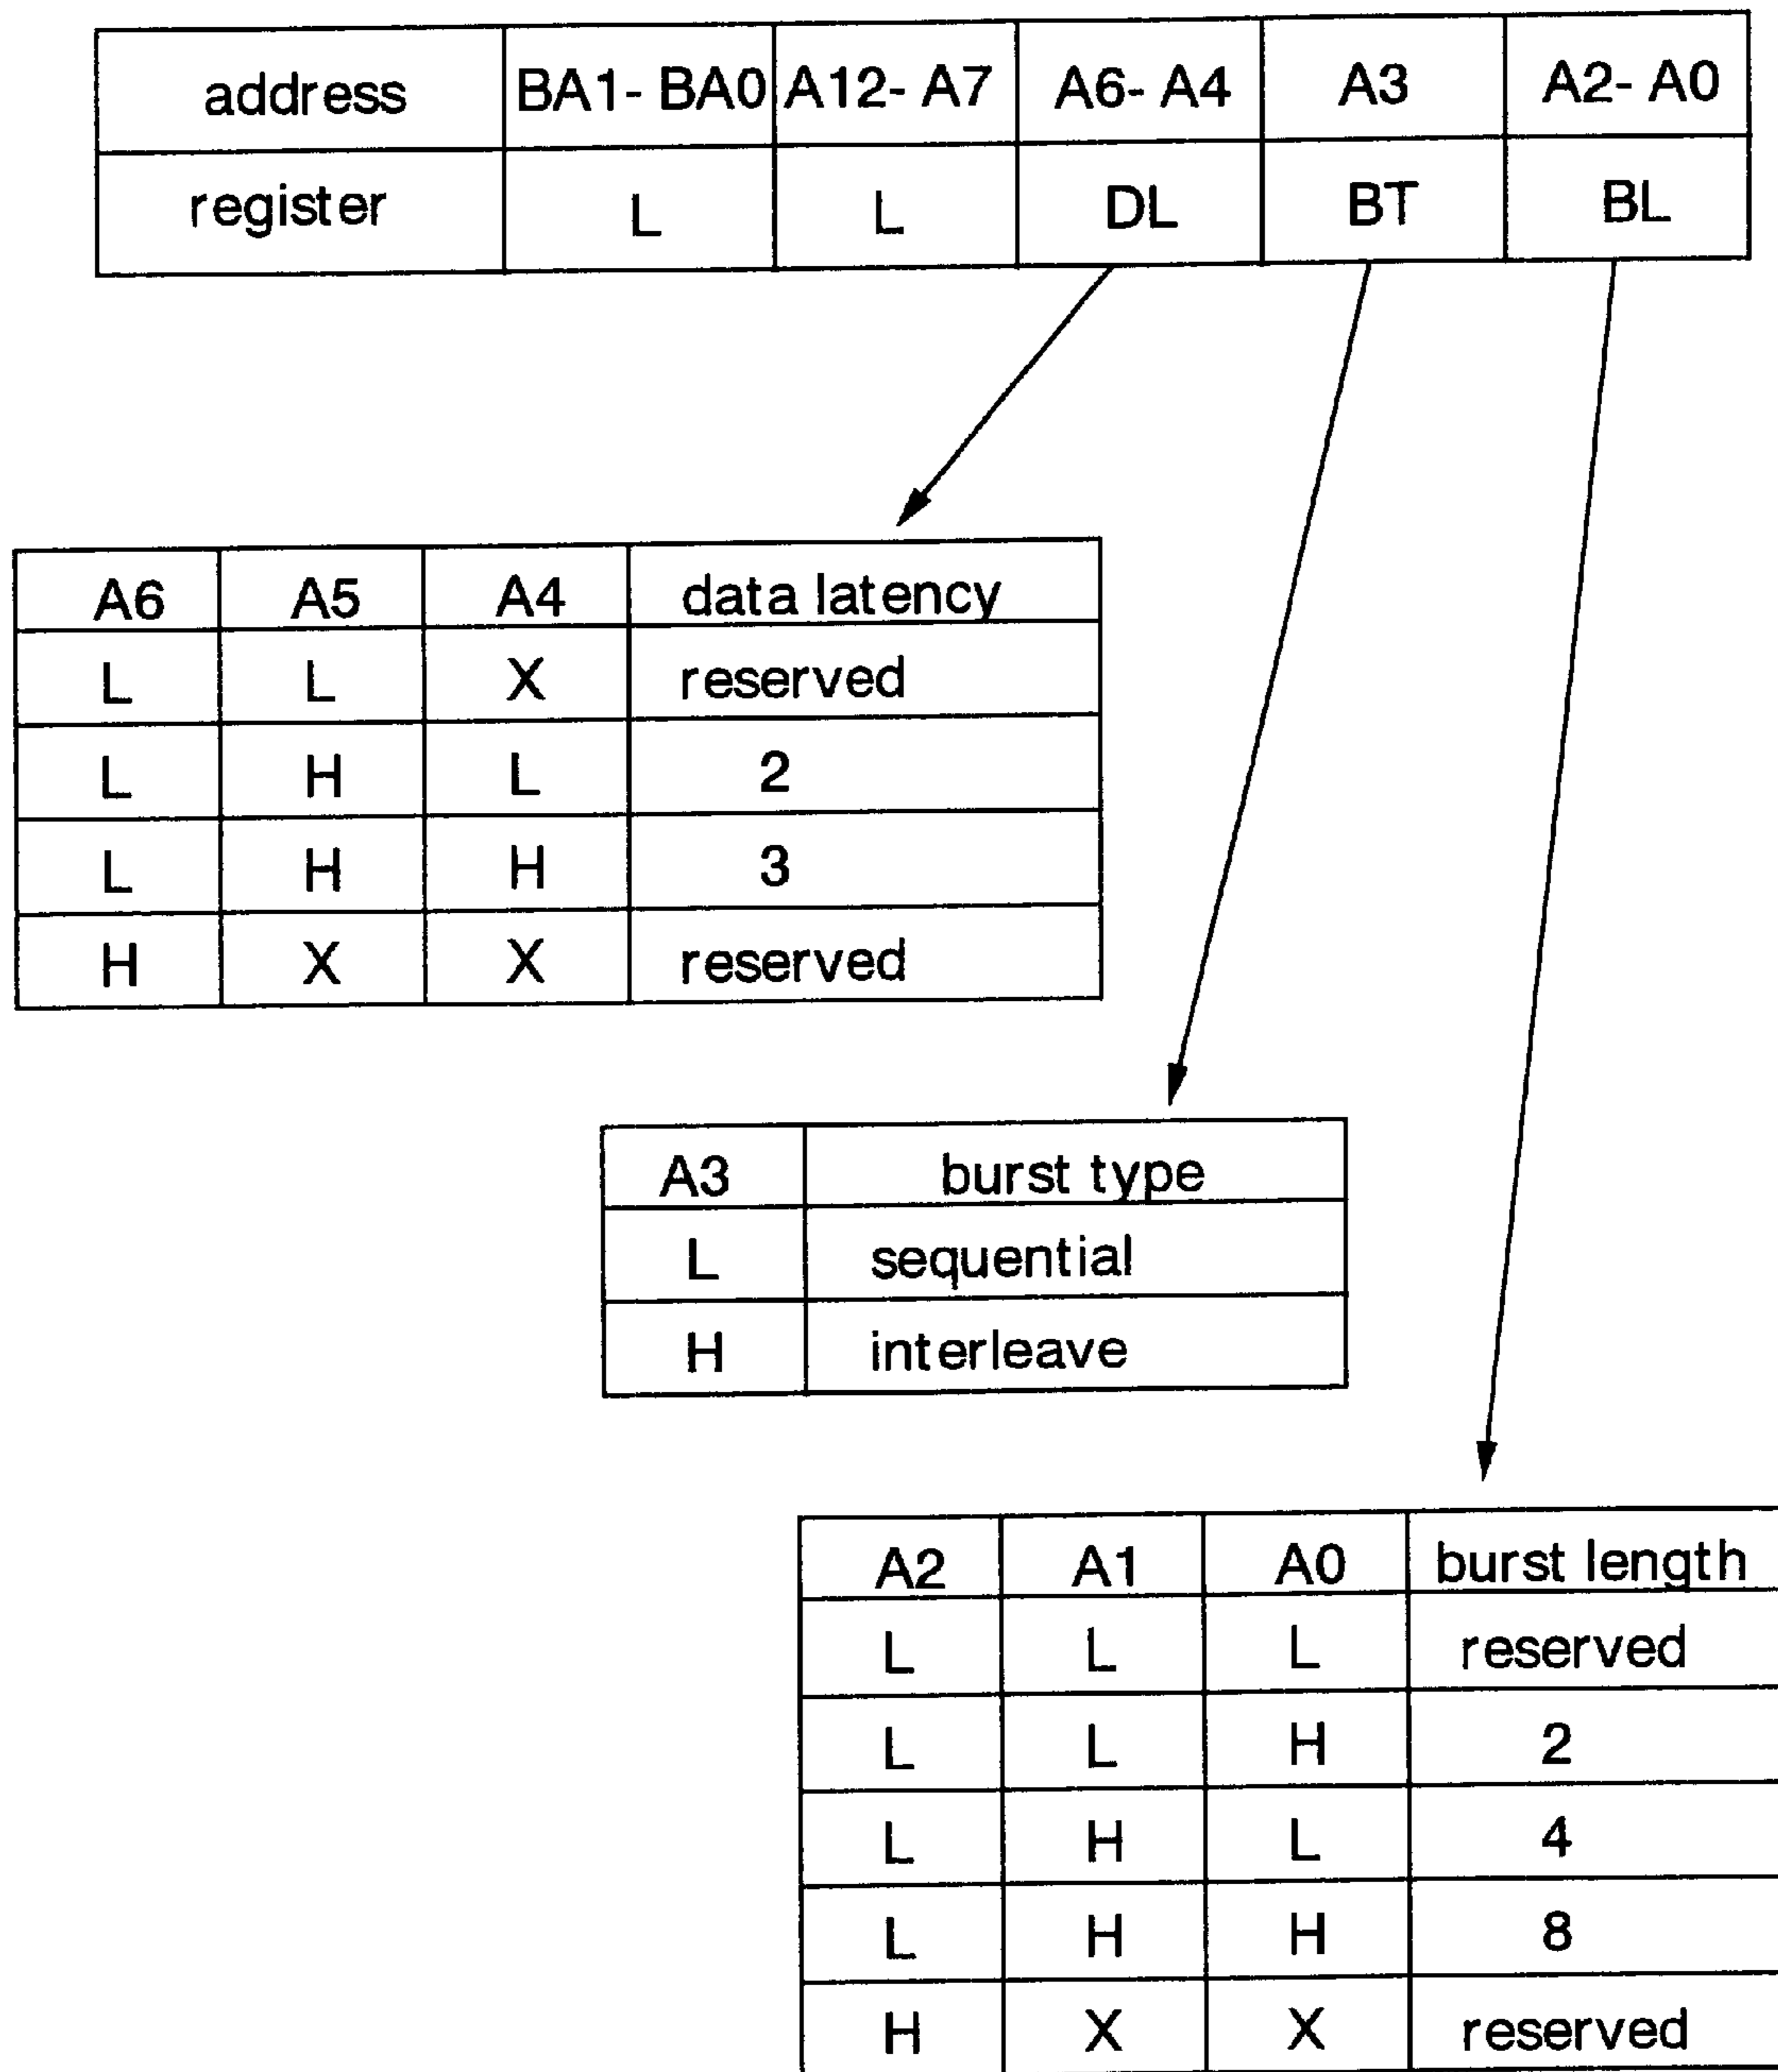 address BA1- BA0 A12- A7 A6- A4 A3 A2- A0
register L L DL BT BL
A6 A5 A4 data latency
L L X reserved
L H L 2
L H H 3
H X X reserved
A3 burst type
L sequential
H interleave
A2 A1 A0 burst length
L L L reserved
L L H 2
L H L 4
L H H 8
H X X reserved